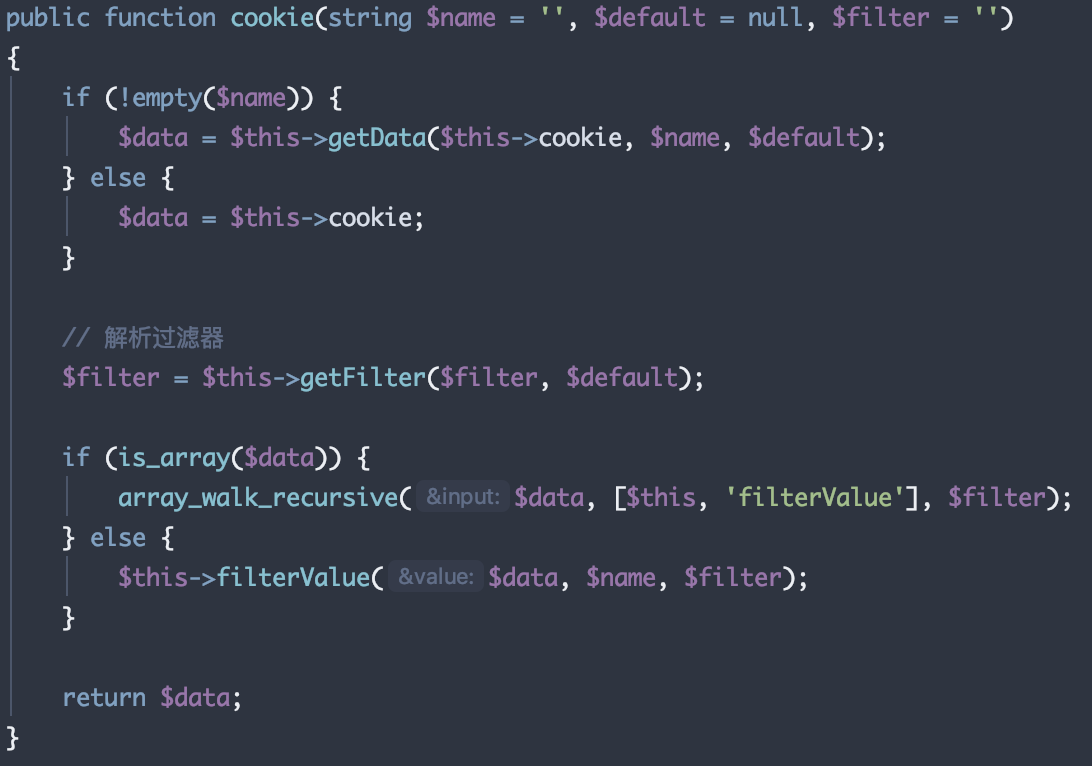 public function cookie(string $name = '', $default = null, $filter = '')
{
if (!empty($name)) {
$data = $this->getData($this->cookie, $name, $default);
} else {
$data = $this->cookie;
}
// 解析过滤器
$filter = $this->getFilter($filter, $default);
if (is_array($data)) {
array_walk_recursive( &input: $data, [$this, 'filterValue'], $filter);
} else {
$this->filterValue( &value: $data, $name, $filter);
}
return $data;
}